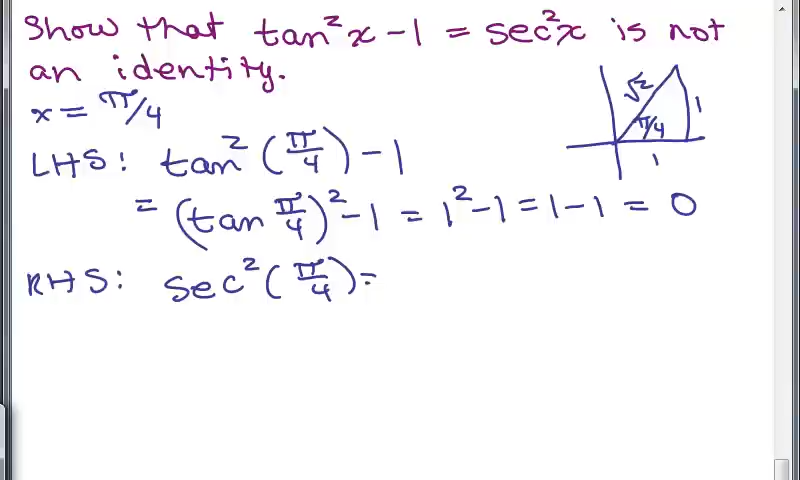 Show that tan²x - 1 = sec²x is not
an identity.
x = π/4
√2
1
π/4
1
LHS: tan²(π/4) - 1
= (tan π/4)² - 1 = 1² - 1 = 1 - 1 = 0
RHS: sec²(π/4) =